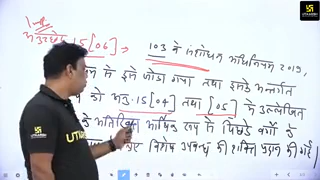 अनुच्छेद 15[06] → 103 वे संशोधन अधिनियम 2019,
ने इसे जोडा गया तथा इसके अन्तर्गत
को अनु. 15[04] तथा [05] में उल्लेखित
के अतिरिक्त आर्थिक रूप से पिछडे वर्गो के
लिए विशेष उपबन्ध की शक्ति प्रदान की गई
UTKARSH
UTKARSH